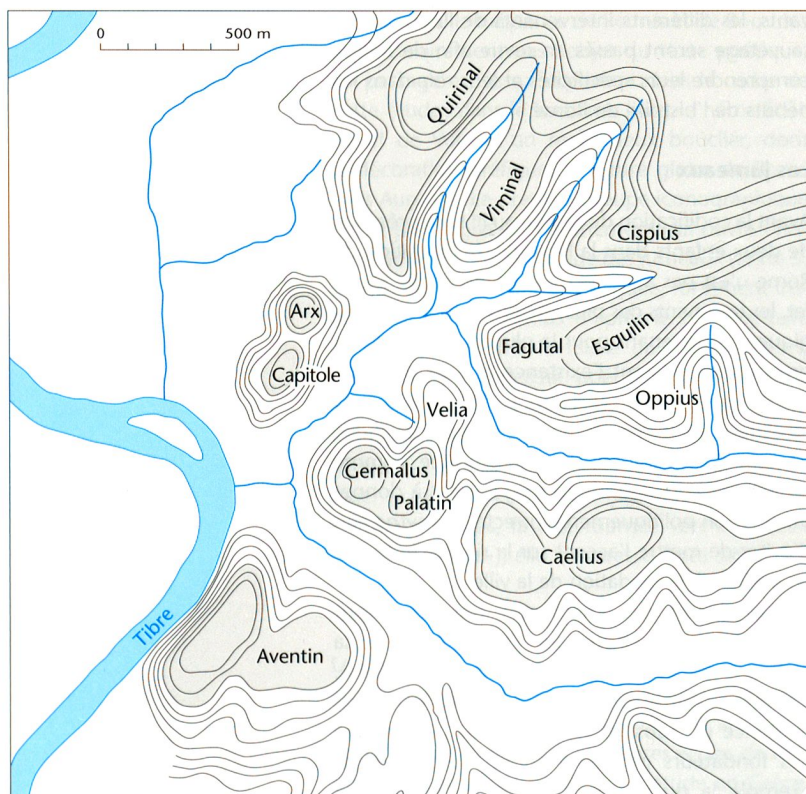 0 500 m
Quirinal
Viminal
Cispius
Arx
Capitole
Fagutal
Esquilin
Oppius
Velia
Germalus
Palatin
Caelius
Tibre
Aventin